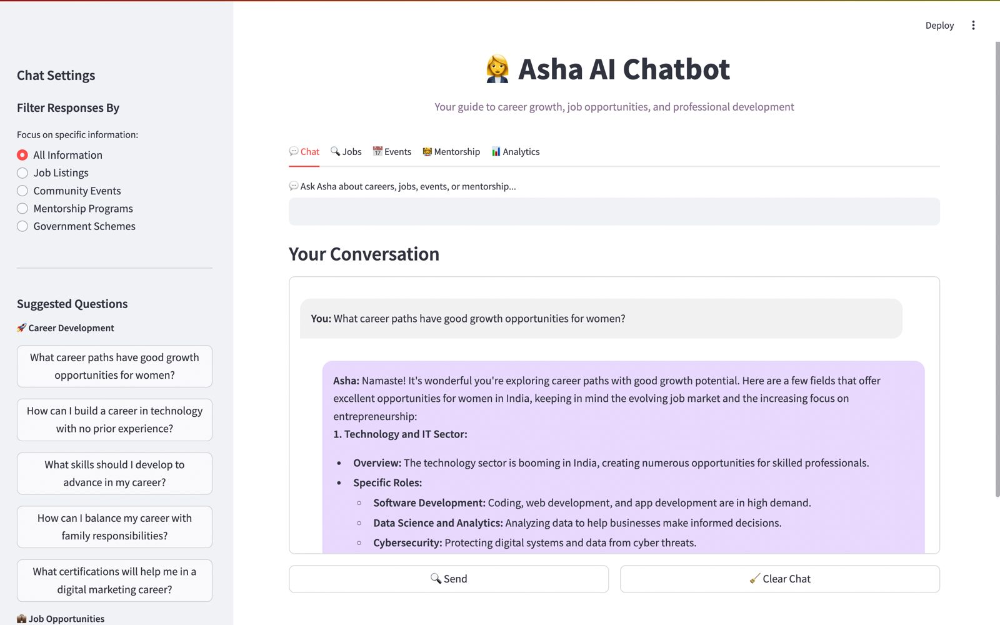 Deploy
Chat Settings
Filter Responses By
Focus on specific information:
All Information
Job Listings
Community Events
Mentorship Programs
Government Schemes
Suggested Questions
🚀 Career Development
What career paths have good growth
opportunities for women?
How can I build a career in technology
with no prior experience?
What skills should I develop to
advance in my career?
How can I balance my career with
family responsibilities?
What certifications will help me in a
digital marketing career?
💼 Job Opportunities
👩‍💼 Asha AI Chatbot
Your guide to career growth, job opportunities, and professional development
💬 Chat 🔍 Jobs 📅 Events 👩‍🏫 Mentorship 📊 Analytics
💬 Ask Asha about careers, jobs, events, or mentorship...
Your Conversation
You: What career paths have good growth opportunities for women?
Asha: Namaste! It's wonderful you're exploring career paths with good growth potential. Here are a few fields that offer
excellent opportunities for women in India, keeping in mind the evolving job market and the increasing focus on
entrepreneurship:
1. Technology and IT Sector:
• Overview: The technology sector is booming in India, creating numerous opportunities for skilled professionals.
• Specific Roles:
◦ Software Development: Coding, web development, and app development are in high demand.
◦ Data Science and Analytics: Analyzing data to help businesses make informed decisions.
◦ Cybersecurity: Protecting digital systems and data from cyber threats.
🔍 Send
🧹 Clear Chat